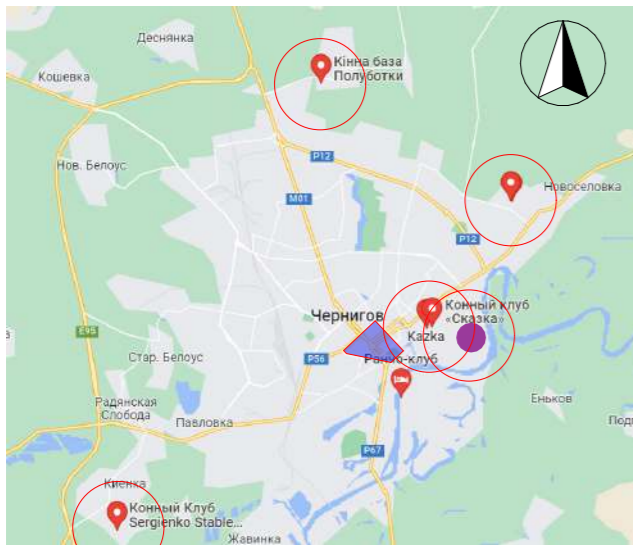 Деснянка
Кінна база
Полуботки
Кошевка
P12
Нов. Белоус
Новоселовка
M01
P12
Чернигов
Конный клуб
«Сказка»
Kazka
E95
Стар. Белоус
P56
Ранчо-клуб
Еньков
Радянская
Слобода
Павловка
P67
Киенка
Конный Клуб
Sergienko Stable...
Жавинка